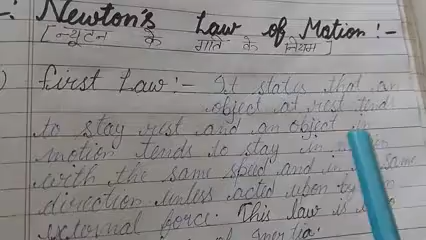 Newton's Law of Motion :-
[न्यूटन के गति के नियम]
First Law :- It states that an
object at rest tends
to stay rest and an object in
motion tends to stay in
with the same speed and in same
direction unless acted upon by
external force. This law is
inertia.